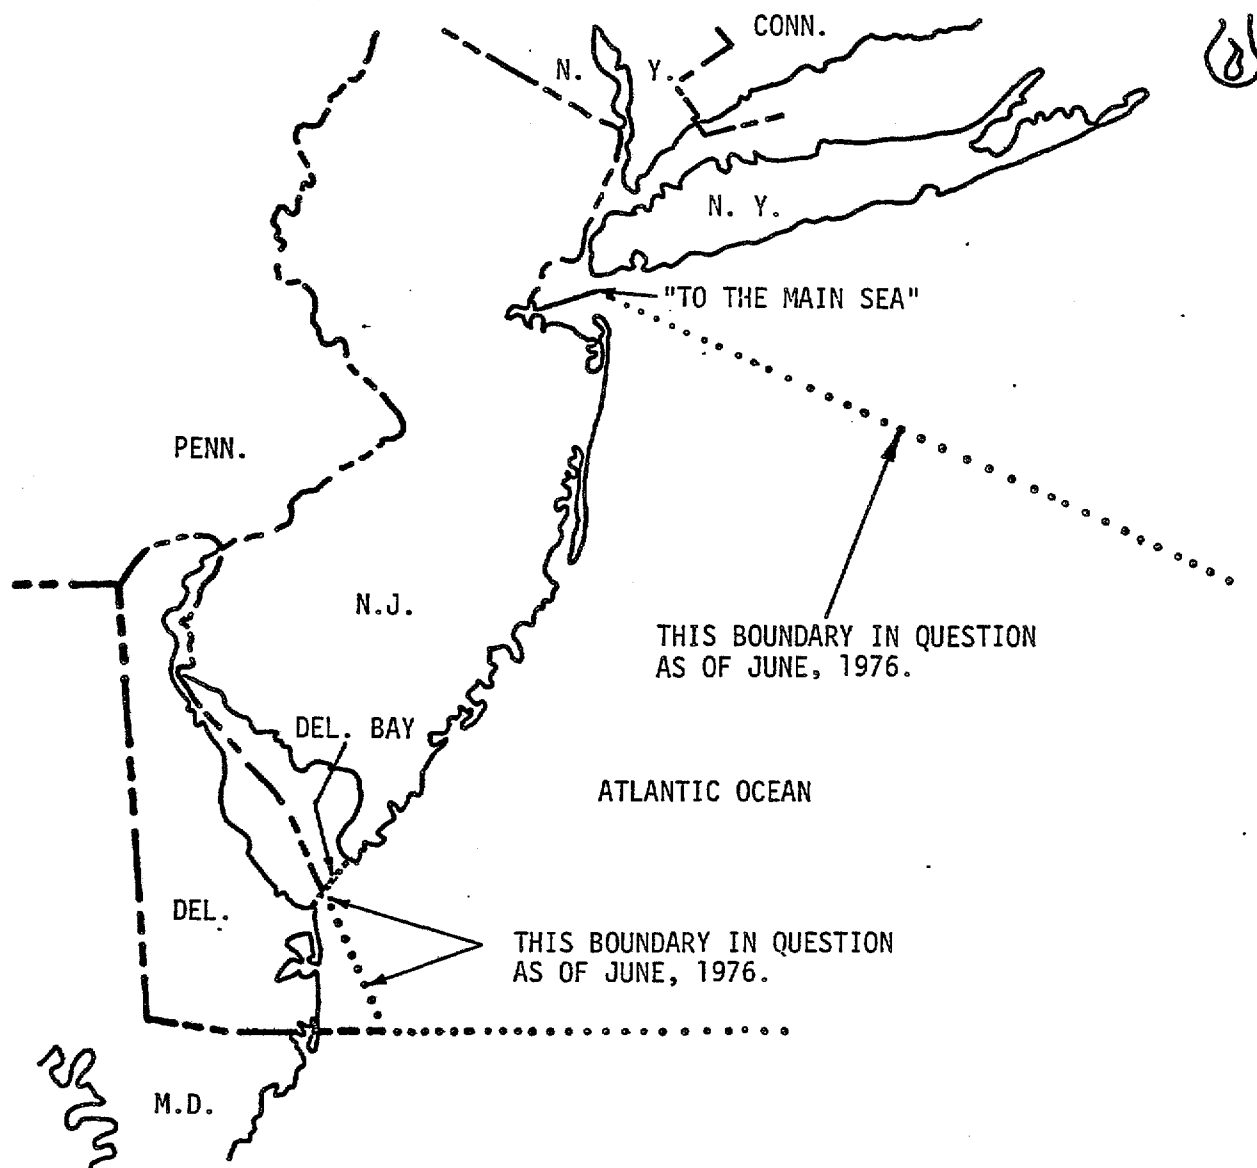 CONN.
N. Y.
N. Y.
"TO THE MAIN SEA"
PENN.
THIS BOUNDARY IN QUESTION
AS OF JUNE, 1976.
N.J.
DEL. BAY
ATLANTIC OCEAN
DEL.
THIS BOUNDARY IN QUESTION
AS OF JUNE, 1976.
M.D.